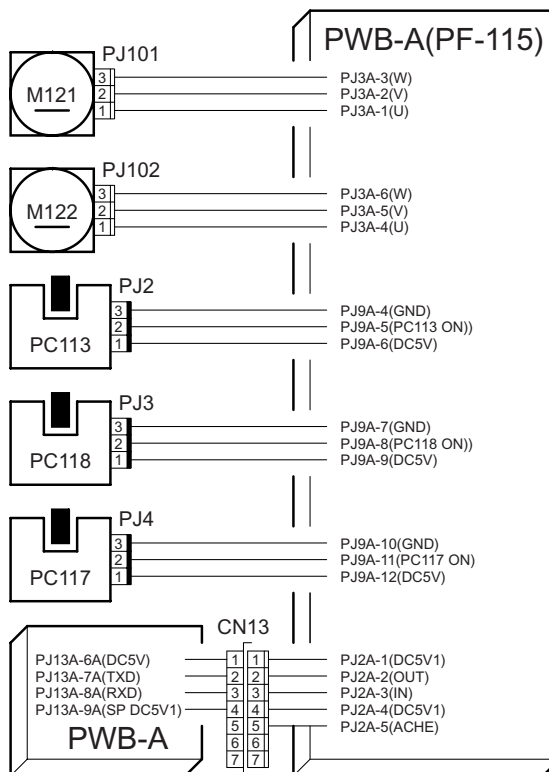 PWB-A(PF-115)
PJ101
M121
3
2
1
PJ3A-3(W)
PJ3A-2(V)
PJ3A-1(U)
PJ102
M122
3
2
1
PJ3A-6(W)
PJ3A-5(V)
PJ3A-4(U)
PJ2
PC113
3
2
1
PJ9A-4(GND)
PJ9A-5(PC113 ON))
PJ9A-6(DC5V)
PJ3
PC118
3
2
1
PJ9A-7(GND)
PJ9A-8(PC118 ON))
PJ9A-9(DC5V)
PJ4
PC117
3
2
1
PJ9A-10(GND)
PJ9A-11(PC117 ON)
PJ9A-12(DC5V)
CN13
PJ13A-6A(DC5V) 1 1 PJ2A-1(DC5V1)
PJ13A-7A(TXD) 2 2 PJ2A-2(OUT)
PJ13A-8A(RXD) 3 3 PJ2A-3(IN)
PJ13A-9A(SP DC5V1) 4 4 PJ2A-4(DC5V1)
5 5 PJ2A-5(ACHE)
6 6
7 7
PWB-A